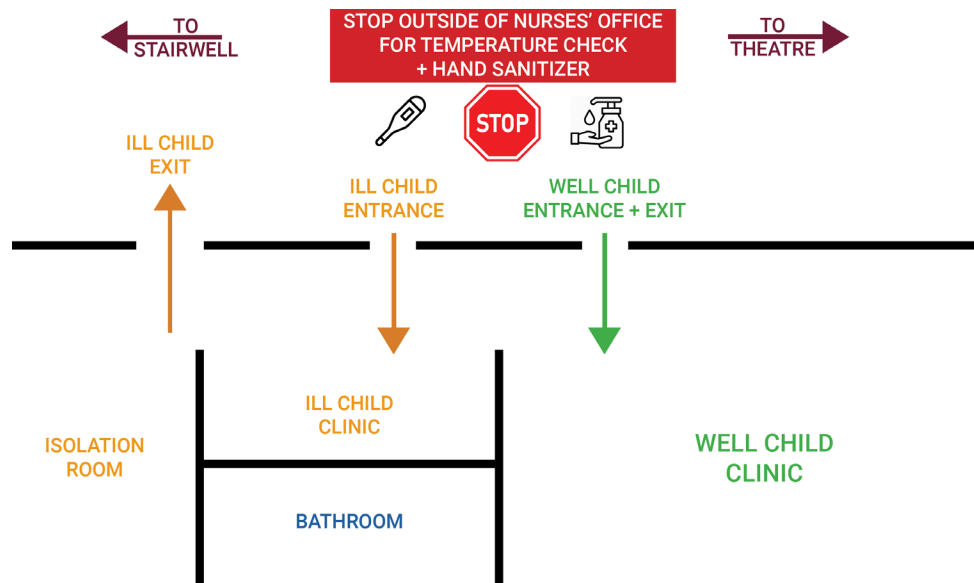 TO
STAIRWELL
STOP OUTSIDE OF NURSES' OFFICE
FOR TEMPERATURE CHECK
+ HAND SANITIZER
TO
THEATRE
STOP
ILL CHILD
EXIT
ILL CHILD
ENTRANCE
WELL CHILD
ENTRANCE + EXIT
ISOLATION
ROOM
ILL CHILD
CLINIC
BATHROOM
WELL CHILD
CLINIC